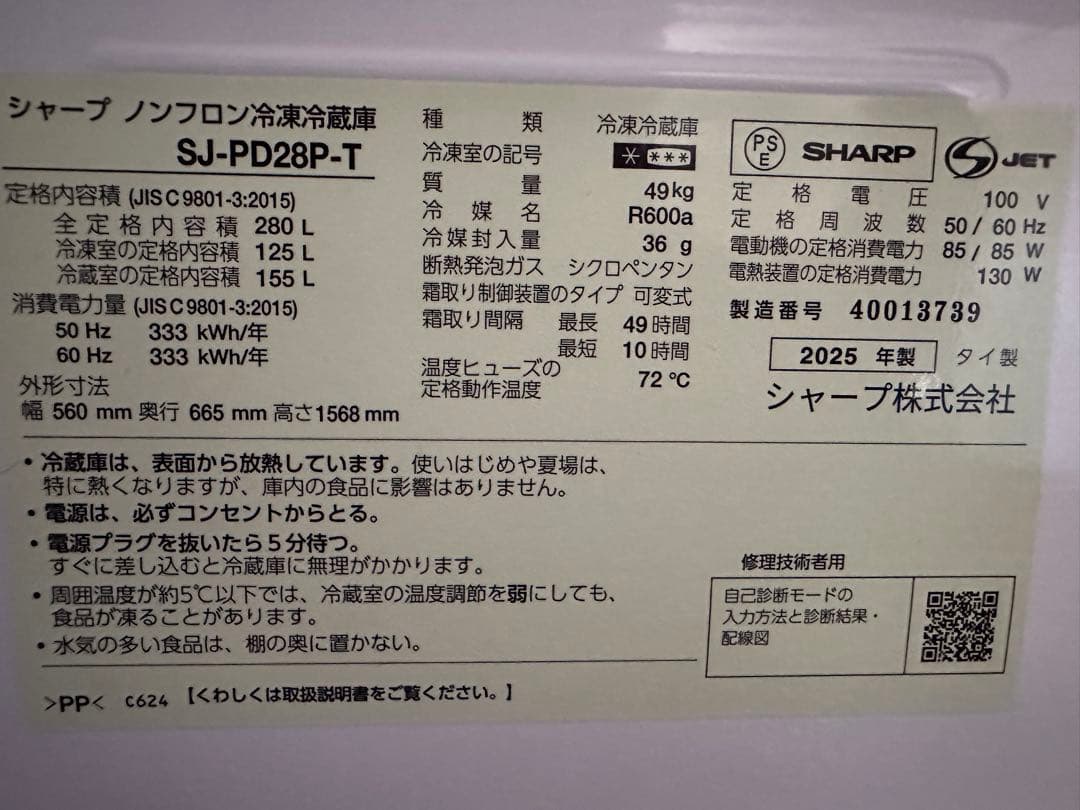 シャープ ノンフロン冷凍冷蔵庫
SJ-PD28P-T
定格内容積 (JIS C 9801-3:2015)
全定格内容積 280 L
冷凍室の定格内容積 125 L
冷蔵室の定格内容積 155 L
消費電力量 (JIS C 9801-3:2015)
50 Hz 333 kWh/年
60 Hz 333 kWh/年
外形寸法
幅 560 mm 奥行 665 mm 高さ 1568 mm
種類 冷凍冷蔵庫
冷凍室の記号 * ***
質量 49 kg
冷媒名 R600a
冷媒封入量 36 g
断熱発泡ガス シクロペンタン
霜取り制御装置のタイプ 可変式
霜取り間隔 最長 49 時間
最短 10 時間
温度ヒューズの
定格動作温度 72 ℃
PSE SHARP S JET
定格電圧 100 V
定格周波数 50 / 60 Hz
電動機の定格消費電力 85 / 85 W
電熱装置の定格消費電力 130 W
製造番号 40013739
2025 年製 タイ製
シャープ株式会社
・冷蔵庫は、表面から放熱しています。使いはじめや夏場は、
特に熱くなりますが、庫内の食品に影響はありません。
・電源は、必ずコンセントからとる。
・電源プラグを抜いたら5分待つ。
すぐに差し込むと冷蔵庫に無理がかかります。
・周囲温度が約5℃以下では、冷蔵室の温度調節を弱にしても、
食品が凍ることがあります。
・水気の多い食品は、棚の奥に置かない。
>PP< C624 【くわしくは取扱説明書をご覧ください。】
修理技術者用
自己診断モードの
入力方法と診断結果・
配線図